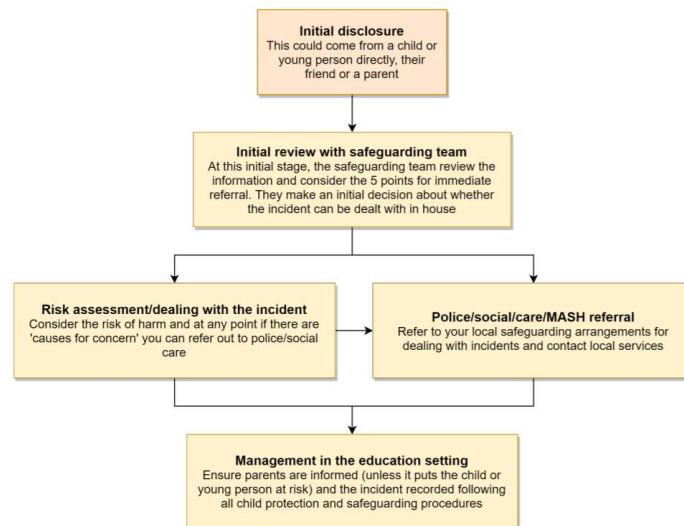 Initial disclosure
This could come from a child or
young person directly, their
friend or a parent
Initial review with safeguarding team
At this initial stage, the safeguarding team review the
information and consider the 5 points for immediate
referral. They make an initial decision about whether
the incident can be dealt with in house
Risk assessment/dealing with the incident
Consider the risk of harm and at any point if there are
'causes for concern' you can refer out to police/social
care
Police/social/care/MASH referral
Refer to your local safeguarding arrangements for
dealing with incidents and contact local services
Management in the education setting
Ensure parents are informed (unless it puts the child or
young person at risk) and the incident recorded following
all child protection and safeguarding procedures